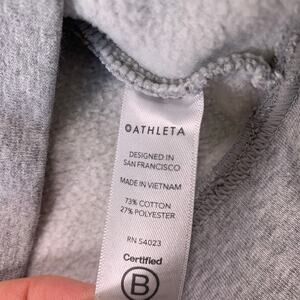 ATHLETA
DESIGNED IN
SAN FRANCISCO
MADE IN VIETNAM
73% COTTON
27% POLYESTER
RN 54023
Certified
B